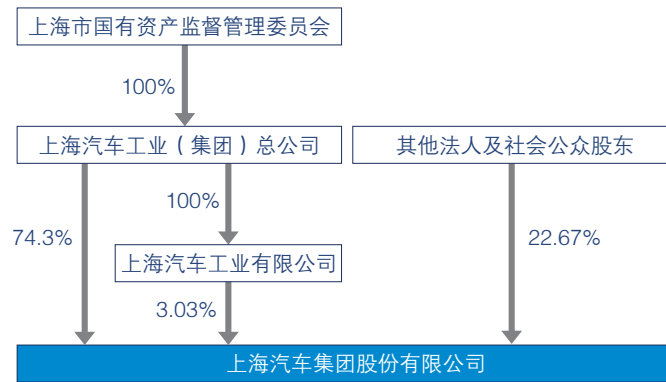 上海市国有资产监督管理委员会
100%
上海汽车工业（集团）总公司
其他法人及社会公众股东
100%
74.3%
22.67%
上海汽车工业有限公司
3.03%
上海汽车集团股份有限公司